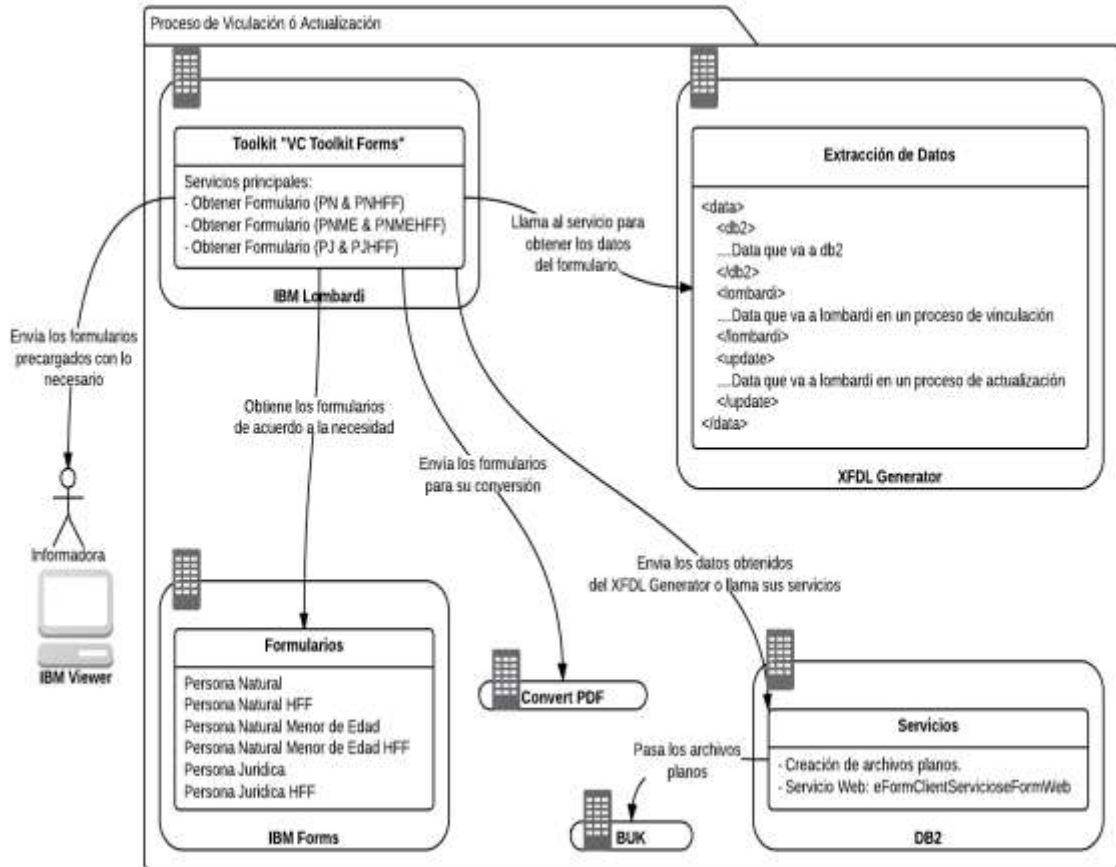 Proceso de Viculación ó Actualización
Toolkit "VC Toolkit Forms"
Servicios principales:
- Obtener Formulario (PN & PNHFF)
- Obtener Formulario (PNME & PNMEHFF)
- Obtener Formulario (PJ & PJHFF)
IBM Lombardi
Llama al servicio para
obtener los datos
del formulario
Extracción de Datos
<data>
<db2>
....Data que va a db2
</db2>
<lombardi>
....Data que va a lombardi en un proceso de vinculación
</lombardi>
<update>
....Data que va a lombardi en un proceso de actualización
</update>
</data>
XFDL Generator
Envía los formularios
precargados con lo
necesario
Informadora
IBM Viewer
Obtiene los formularios
de acuerdo a la necesidad
Envía los formularios
para su conversión
Envía los datos obtenidos
del XFDL Generator o llama sus servicios
Formularios
Persona Natural
Persona Natural HFF
Persona Natural Menor de Edad
Persona Natural Menor de Edad HFF
Persona Juridica
Persona Juridica HFF
IBM Forms
Convert PDF
Pasa los archivos
planos
BUK
Servicios
- Creación de archivos planos.
- Servicio Web: eFormClientServicioseFormWeb
DB2